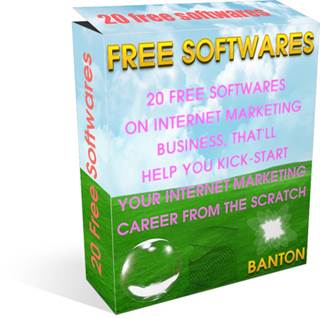 20 free softwares
FREE SOFTWARES
20 FREE SOFTWARES
ON INTERNET MARKETING
BUSINESS, THAT'LL
HELP YOU KICK-START
YOUR INTERNET MARKETING
CAREER FROM THE SCRATCH
BANTON
20 Free Softwares